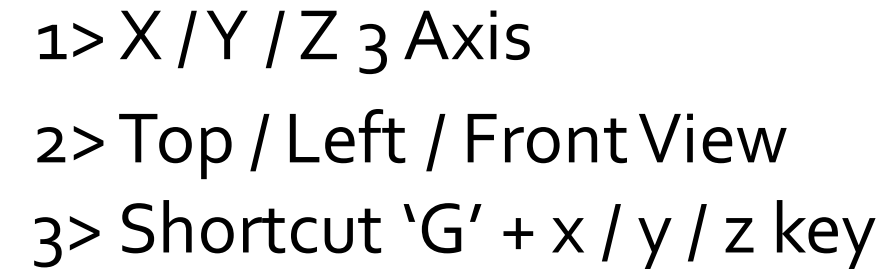 1> X / Y / Z 3 Axis
2> Top / Left / Front View
3> Shortcut ‘G’ + x / y / z key